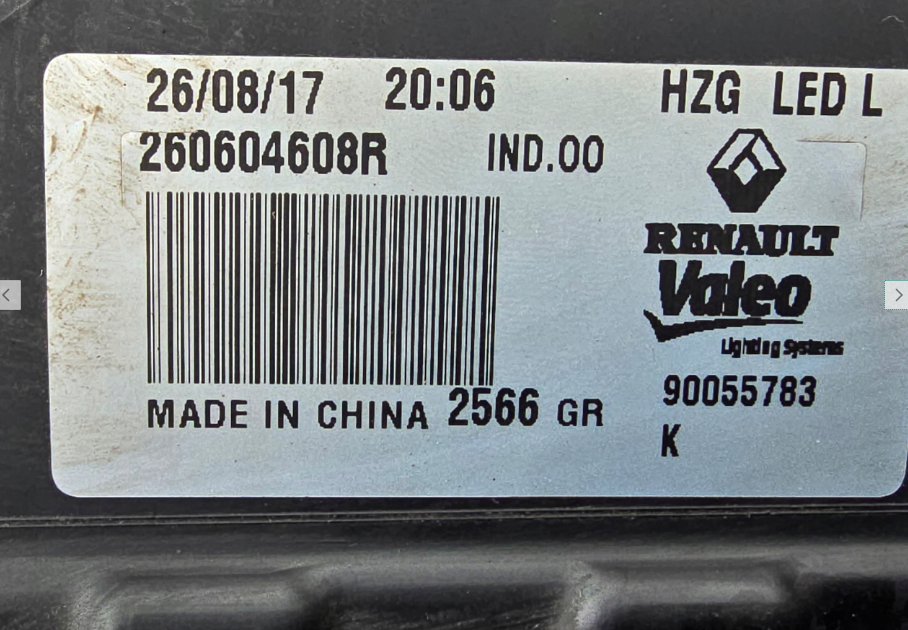 26/08/17 20:06 HZG LED L
260604608R IND.00
RENAULT
Valeo
Lighting Systems
90055783
MADE IN CHINA 2566 GR
K